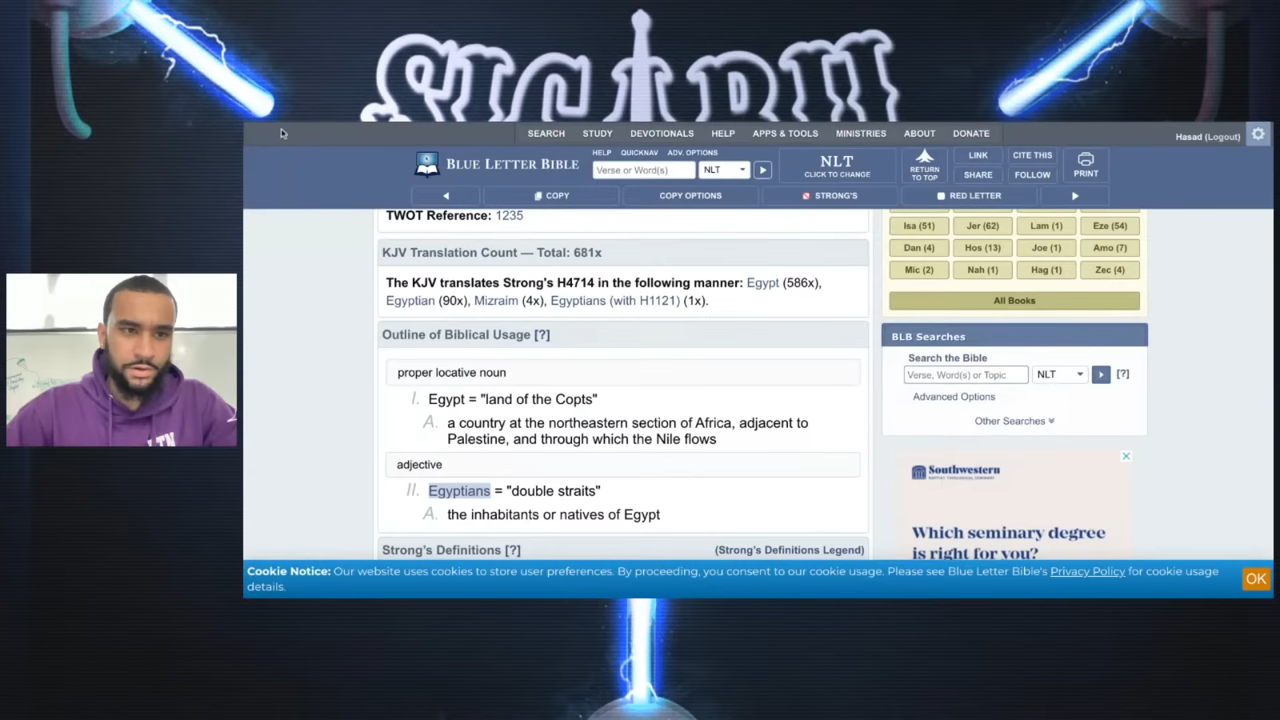 SICARII
SEARCH STUDY DEVOTIONALS HELP APPS & TOOLS MINISTRIES ABOUT DONATE
Hasad (Logout)
BLUE LETTER BIBLE
HELP QUICKNAV ADV. OPTIONS
Verse or Word(s) NLT
NLT
CLICK TO CHANGE
RETURN
TO TOP
LINK CITE THIS
SHARE FOLLOW
PRINT
COPY COPY OPTIONS STRONG'S RED LETTER
TWOT Reference: 1235
KJV Translation Count — Total: 681x
The KJV translates Strong's H4714 in the following manner: Egypt (586x),
Egyptian (90x), Mizraim (4x), Egyptians (with H1121) (1x).
Outline of Biblical Usage [?]
proper locative noun
I. Egypt = "land of the Copts"
A. a country at the northeastern section of Africa, adjacent to
Palestine, and through which the Nile flows
adjective
II. Egyptians = "double straits"
A. the inhabitants or natives of Egypt
Strong's Definitions [?] (Strong's Definitions Legend)
Isa (51) Jer (62) Lam (1) Eze (54)
Dan (4) Hos (13) Joe (1) Amo (7)
Mic (2) Nah (1) Hag (1) Zec (4)
All Books
BLB Searches
Search the Bible
Verse, Word(s) or Topic NLT [?]
Advanced Options
Other Searches
Southwestern
Which seminary degree
is right for you?
Cookie Notice: Our website uses cookies to store user preferences. By proceeding, you consent to our cookie usage. Please see Blue Letter Bible's Privacy Policy for cookie usage
details.
OK